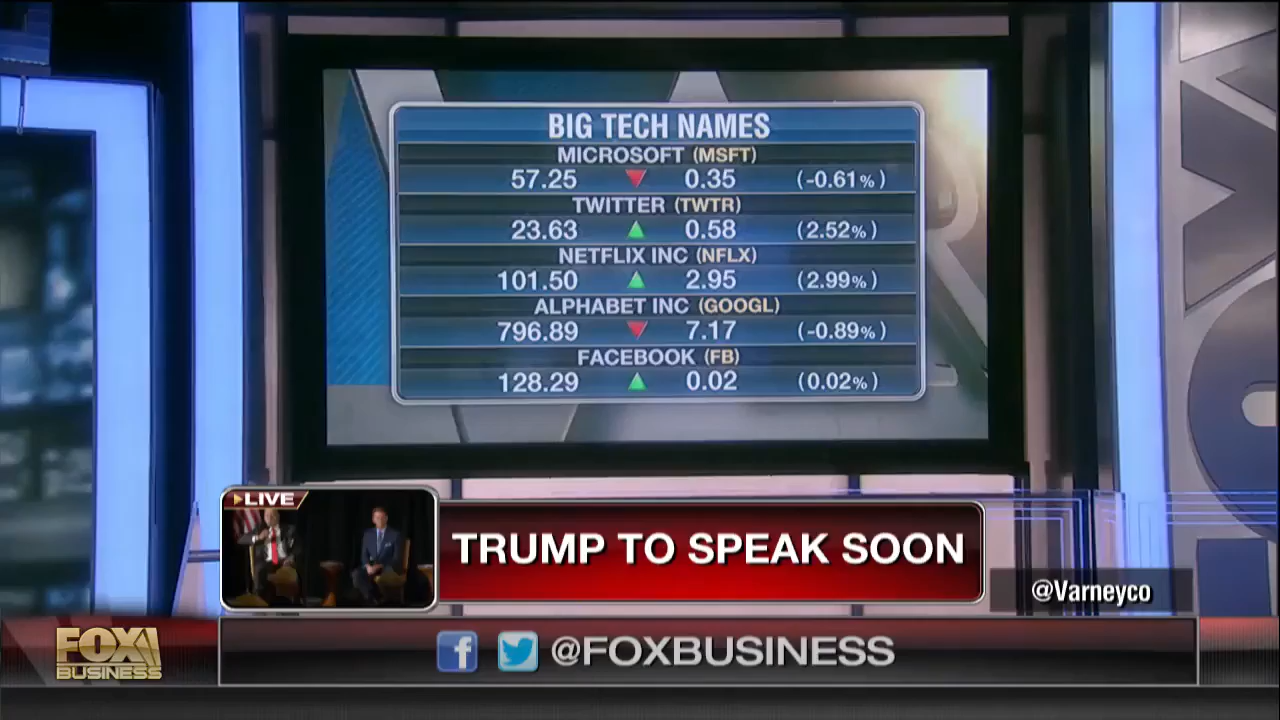 BIG TECH NAMES
MICROSOFT (MSFT)
57.25 ▼ 0.35 (-0.61%)
TWITTER (TWTR)
23.63 ▲ 0.58 (2.52%)
NETFLIX INC (NFLX)
101.50 ▲ 2.95 (2.99%)
ALPHABET INC (GOOGL)
796.89 ▼ 7.17 (-0.89%)
FACEBOOK (FB)
128.29 ▲ 0.02 (0.02%)
LIVE
TRUMP TO SPEAK SOON
@Varneyco
FOX
BUSINESS
@FOXBUSINESS